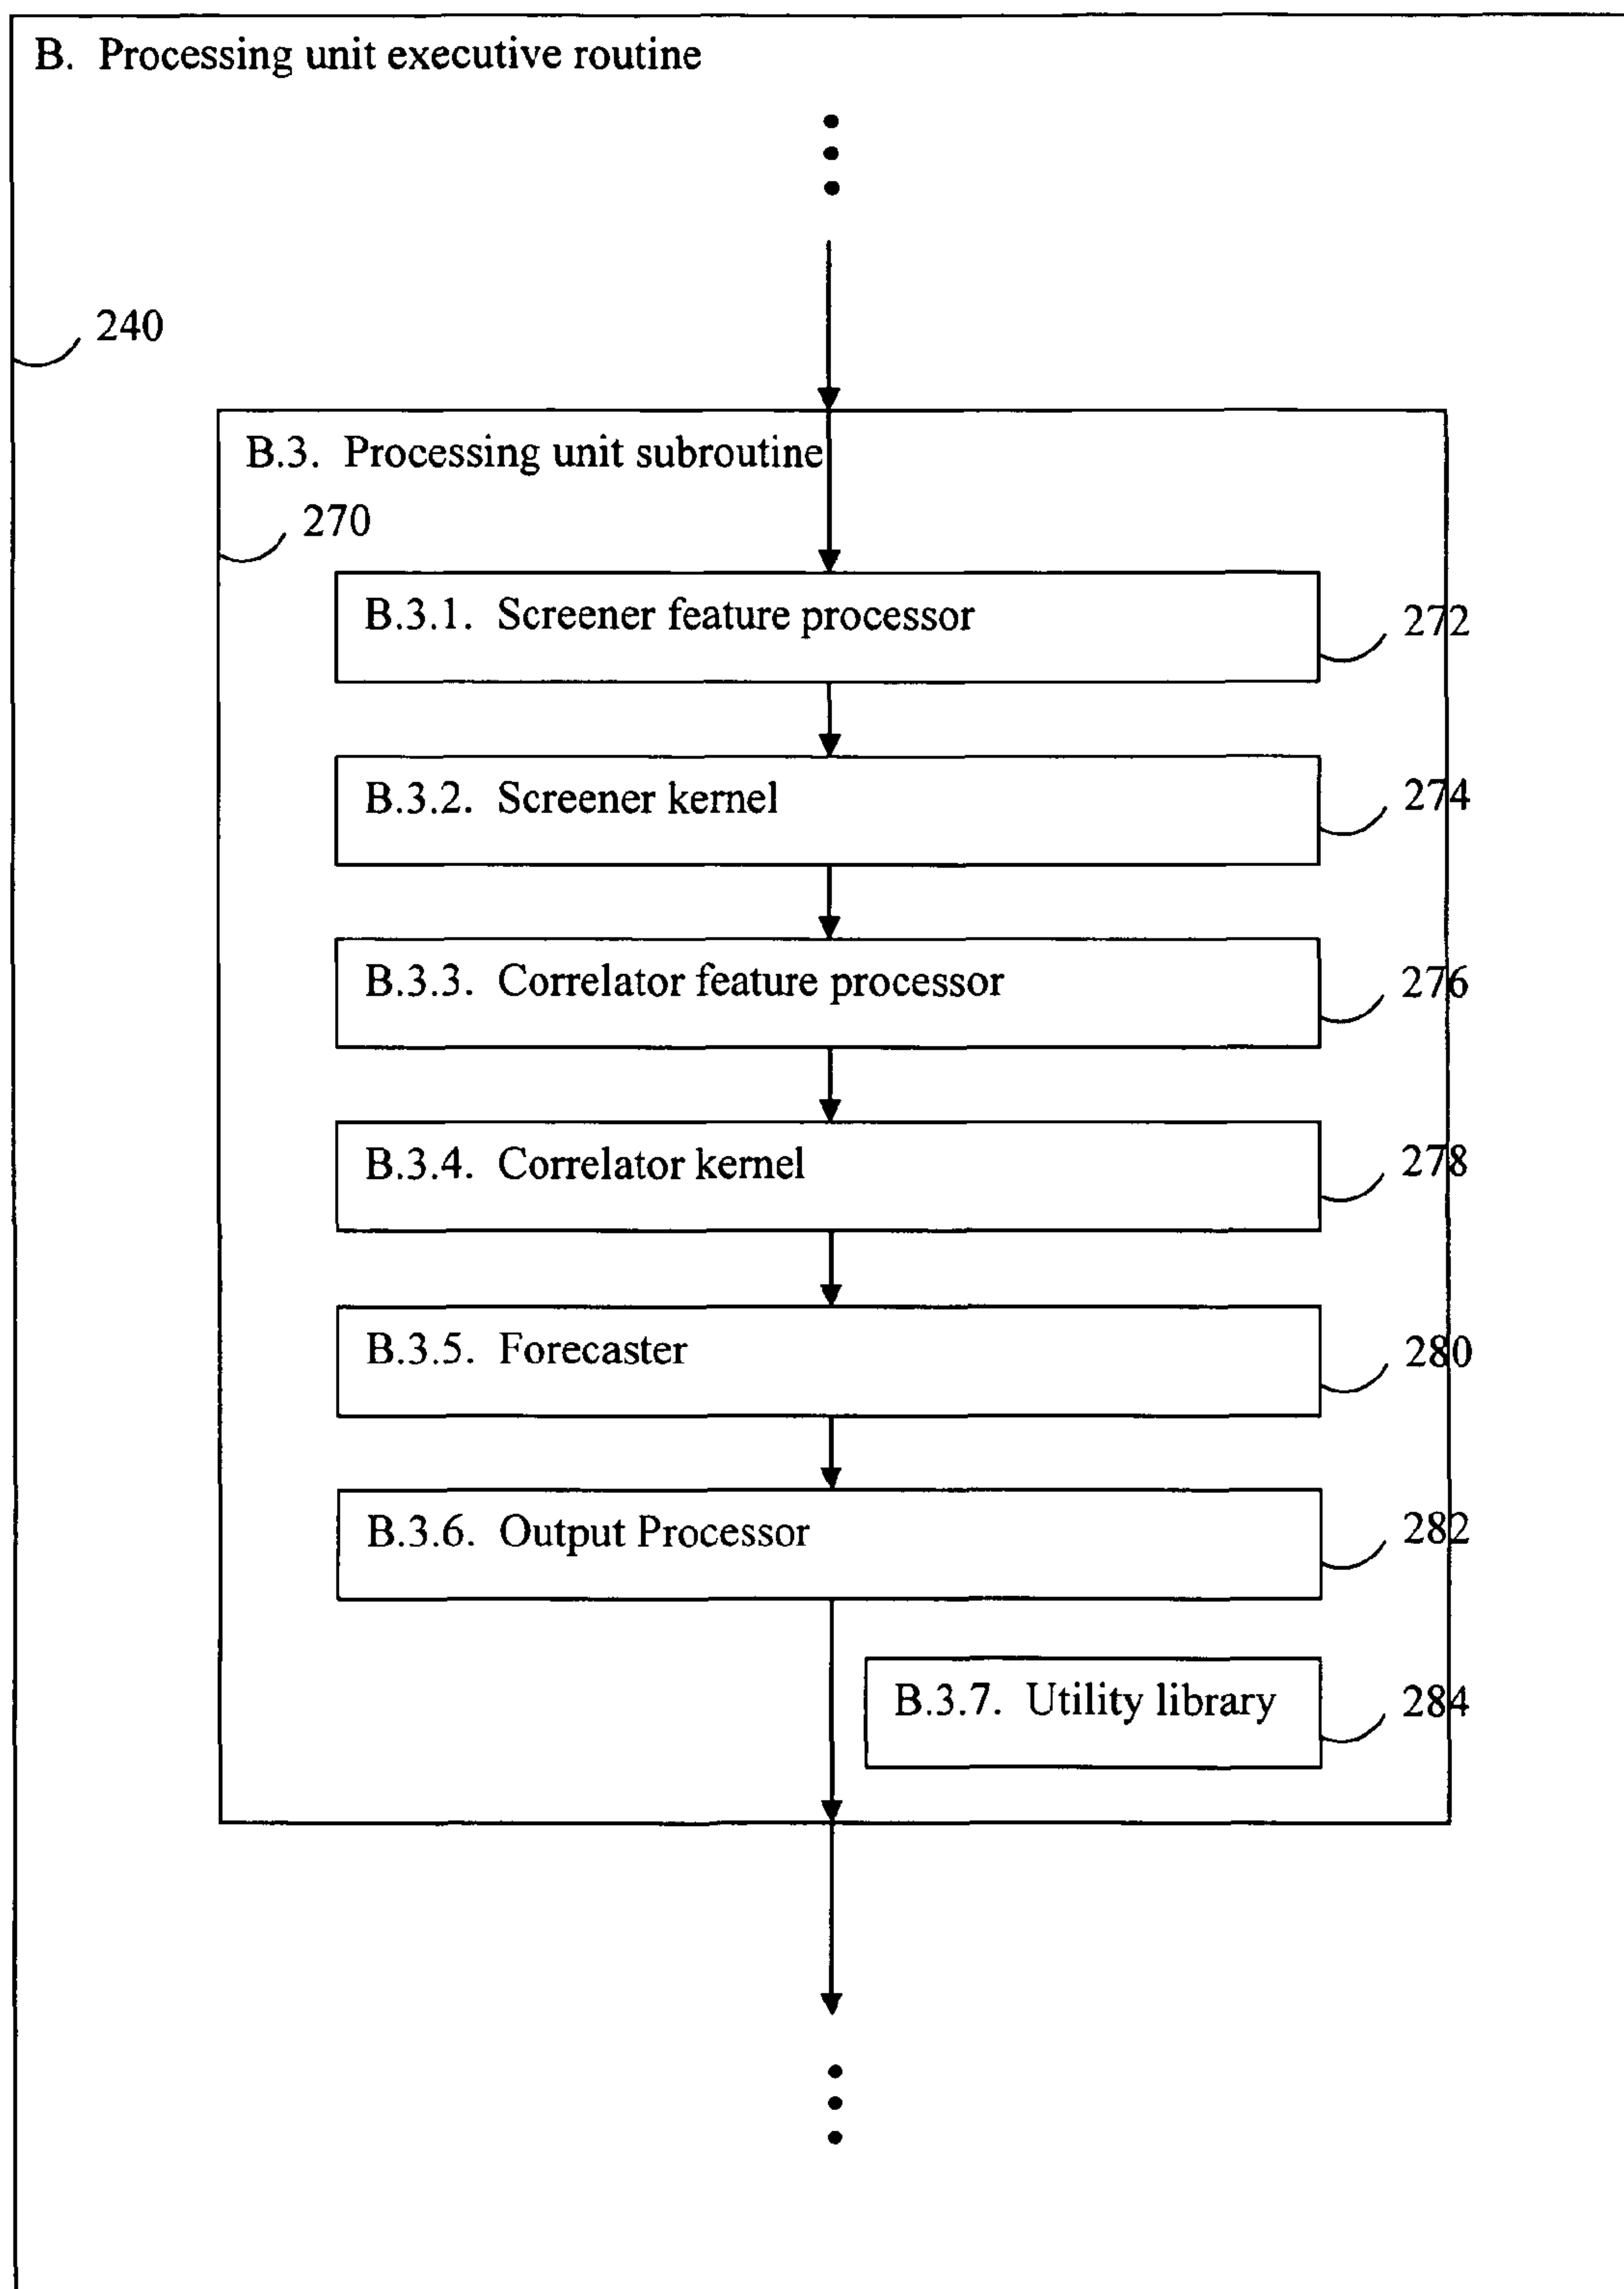 B. Processing unit executive routine
240
B.3. Processing unit subroutine
270
B.3.1. Screener feature processor
272
B.3.2. Screener kernel
274
B.3.3. Correlator feature processor
276
B.3.4. Correlator kernel
278
B.3.5. Forecaster
280
B.3.6. Output Processor
282
B.3.7. Utility library
284